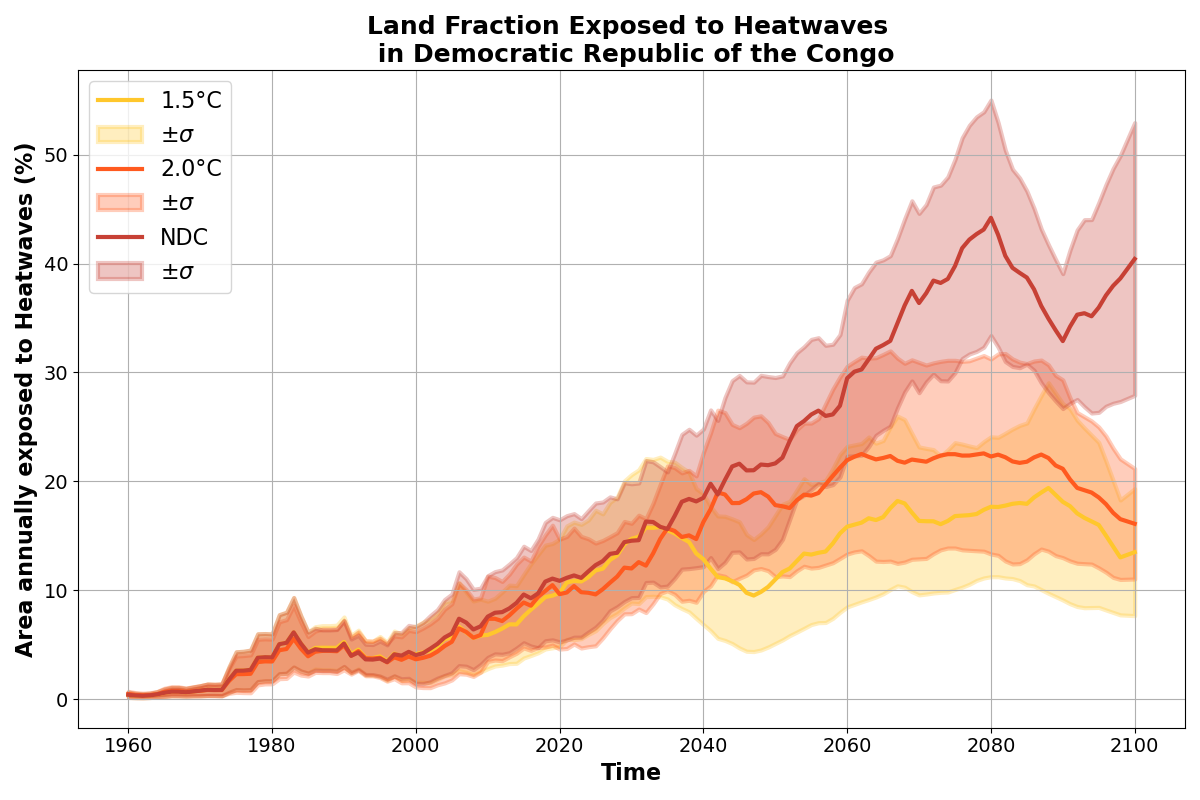 Land Fraction Exposed to Heatwaves
in Democratic Republic of the Congo
1.5°C
±σ
2.0°C
±σ
NDC
±σ
Area annually exposed to Heatwaves (%)
50
40
30
20
10
0
1960 1980 2000 2020 2040 2060 2080 2100
Time